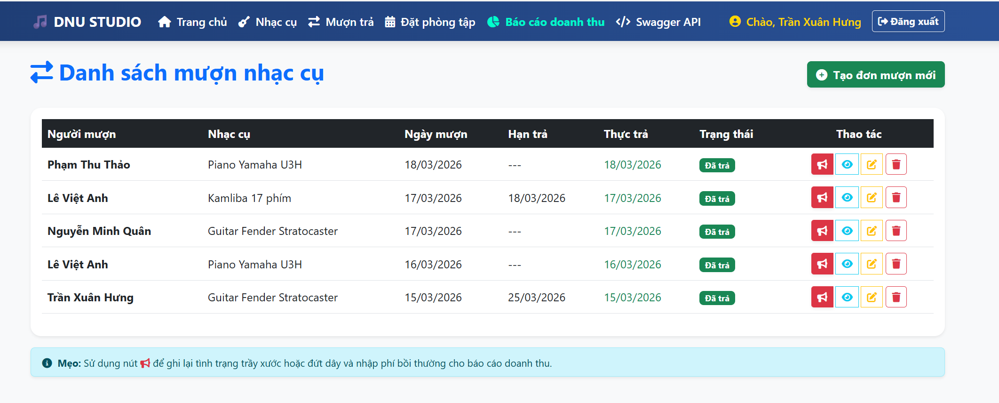 DNU STUDIO Trang chủ Nhạc cụ Mượn trả Đặt phòng tập Báo cáo doanh thu Swagger API Chào, Trần Xuân Hưng Đăng xuất
Danh sách mượn nhạc cụ Tạo đơn mượn mới
Người mượn Nhạc cụ Ngày mượn Hạn trả Thực trả Trạng thái Thao tác
Phạm Thu Thảo Piano Yamaha U3H 18/03/2026 --- 18/03/2026 Đã trả
Lê Việt Anh Kamliba 17 phím 17/03/2026 18/03/2026 17/03/2026 Đã trả
Nguyễn Minh Quân Guitar Fender Stratocaster 17/03/2026 --- 17/03/2026 Đã trả
Lê Việt Anh Piano Yamaha U3H 16/03/2026 --- 16/03/2026 Đã trả
Trần Xuân Hưng Guitar Fender Stratocaster 15/03/2026 25/03/2026 15/03/2026 Đã trả
Mẹo: Sử dụng nút để ghi lại tình trạng trầy xước hoặc đứt dây và nhập phí bồi thường cho báo cáo doanh thu.